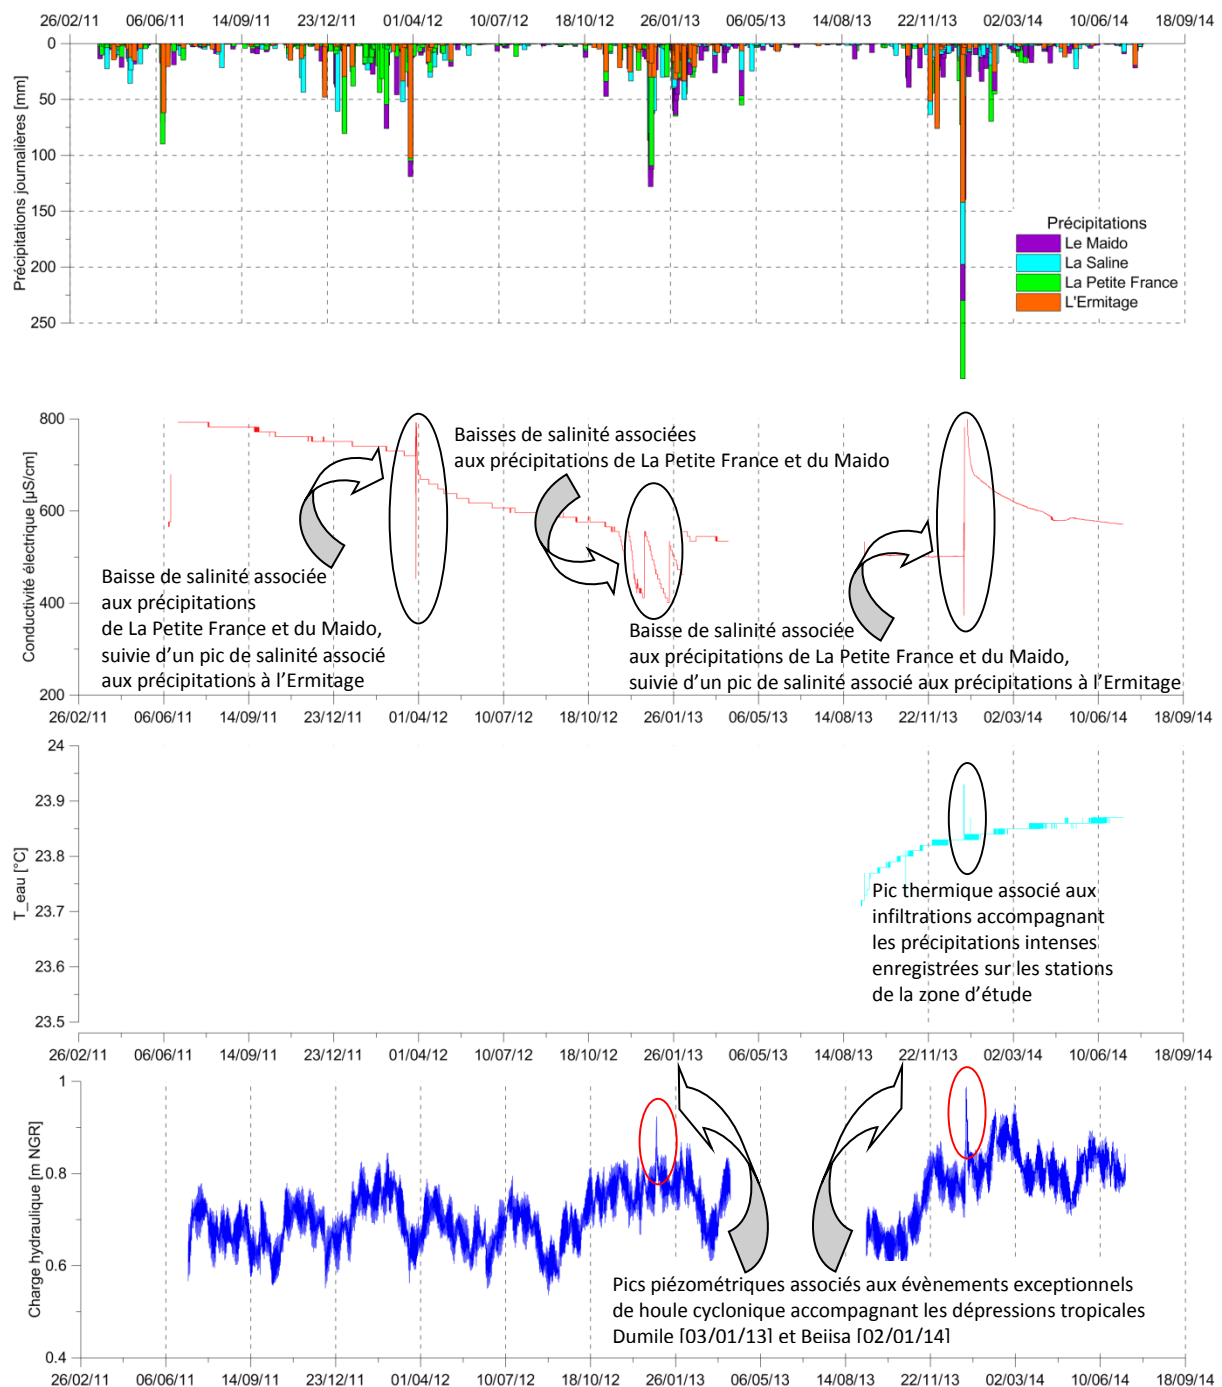 26/02/11 06/06/11 14/09/11 23/12/11 01/04/12 10/07/12 18/10/12 26/01/13 06/05/13 14/08/13 22/11/13 02/03/14 10/06/14 18/09/14
Précipitations journalières [mm]
0
50
100
150
200
250
Précipitations
Le Maido
La Saline
La Petite France
L'Ermitage
Conductivité électrique [µS/cm]
800
600
400
200
Baisses de salinité associées
aux précipitations de La Petite France et du Maido
Baisse de salinité associée
aux précipitations
de La Petite France et du Maido,
suivie d'un pic de salinité associé
aux précipitations à l'Ermitage
Baisse de salinité associée
aux précipitations de La Petite France et du Maido,
suivie d'un pic de salinité associé aux précipitations à l'Ermitage
26/02/11 06/06/11 14/09/11 23/12/11 01/04/12 10/07/12 18/10/12 26/01/13 06/05/13 14/08/13 22/11/13 02/03/14 10/06/14 18/09/14
T_eau [°C]
24
23.9
23.8
23.7
23.6
23.5
Pic thermique associé aux
infiltrations accompagnant
les précipitations intenses
enregistrées sur les stations
de la zone d'étude
26/02/11 06/06/11 14/09/11 23/12/11 01/04/12 10/07/12 18/10/12 26/01/13 06/05/13 14/08/13 22/11/13 02/03/14 10/06/14 18/09/14
Charge hydraulique [m NGR]
1
0.8
0.6
0.4
Pics piézométriques associés aux évènements exceptionnels
de houle cyclonique accompagnant les dépressions tropicales
Dumile [03/01/13] et Bejisa [02/01/14]
26/02/11 06/06/11 14/09/11 23/12/11 01/04/12 10/07/12 18/10/12 26/01/13 06/05/13 14/08/13 22/11/13 02/03/14 10/06/14 18/09/14